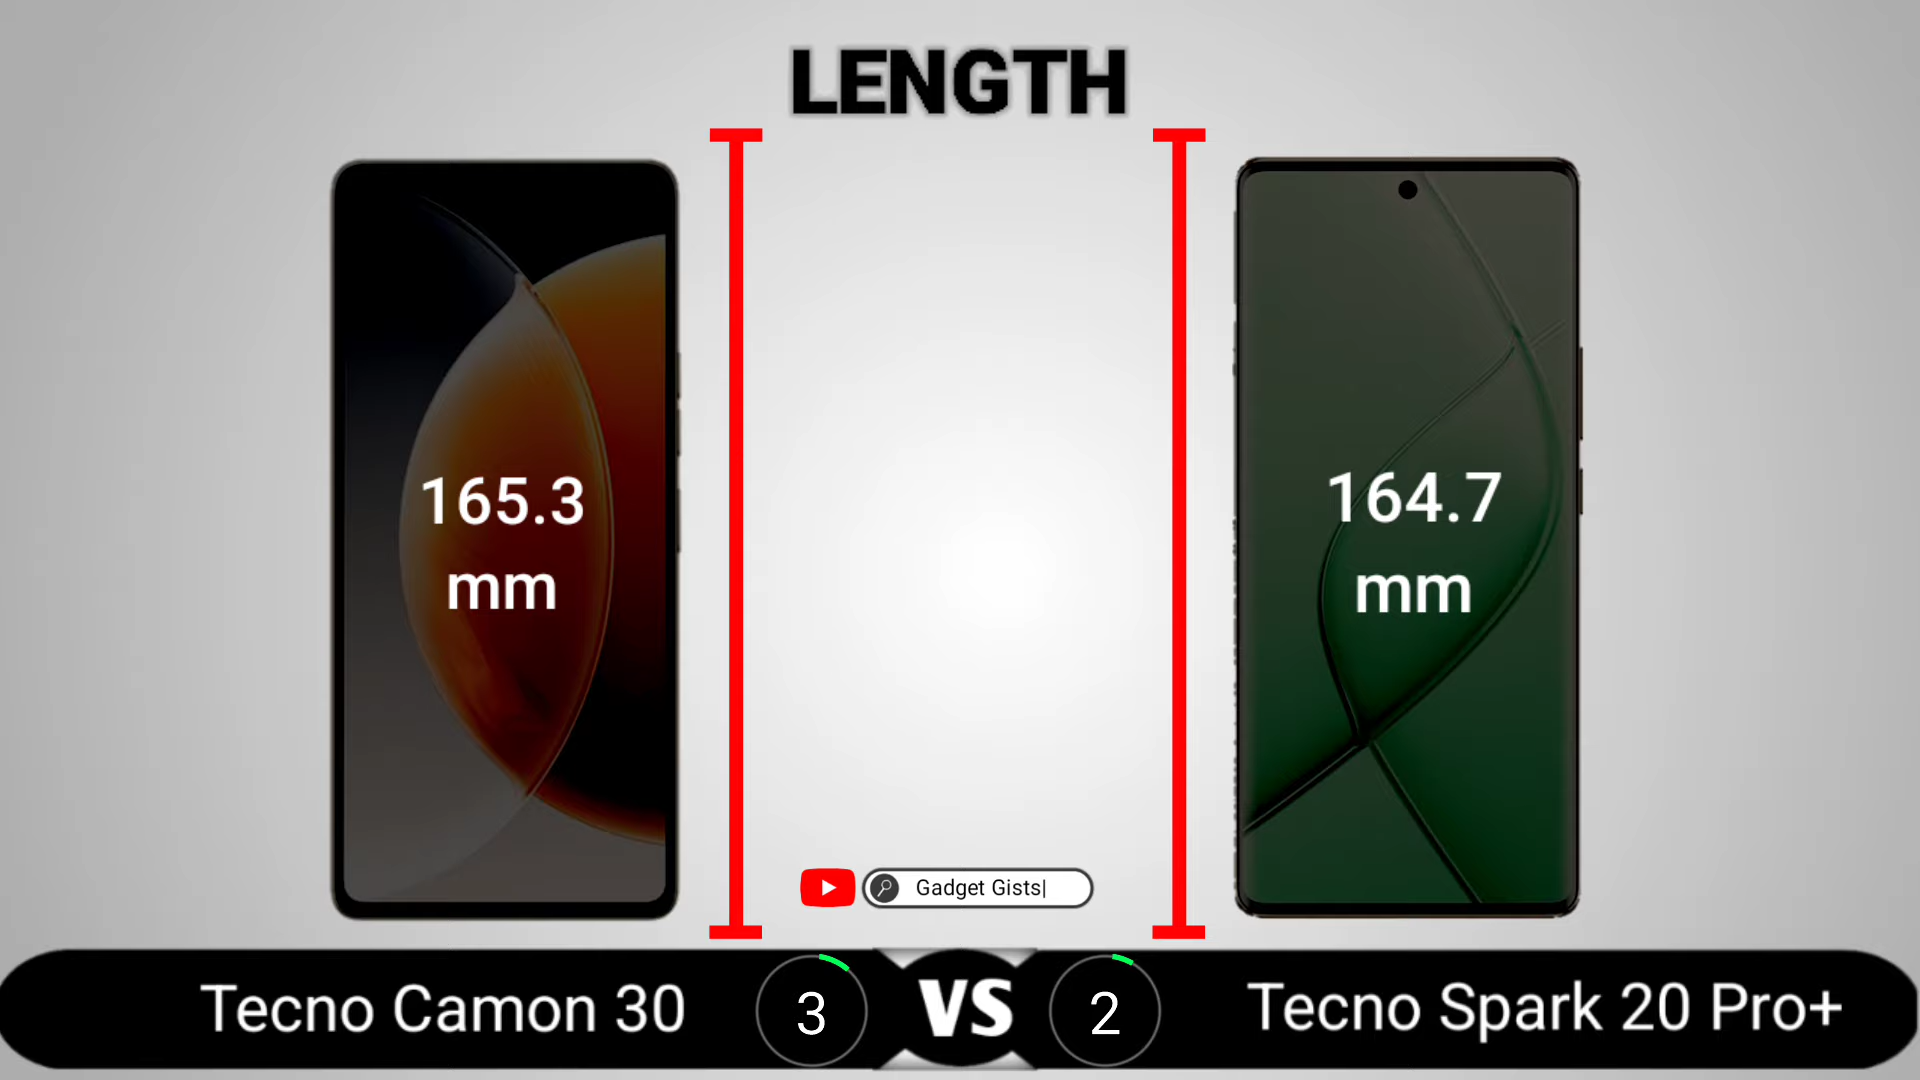 LENGTH
165.3
mm
164.7
mm
Gadget Gists|
Tecno Camon 30
3
VS
2
Tecno Spark 20 Pro+